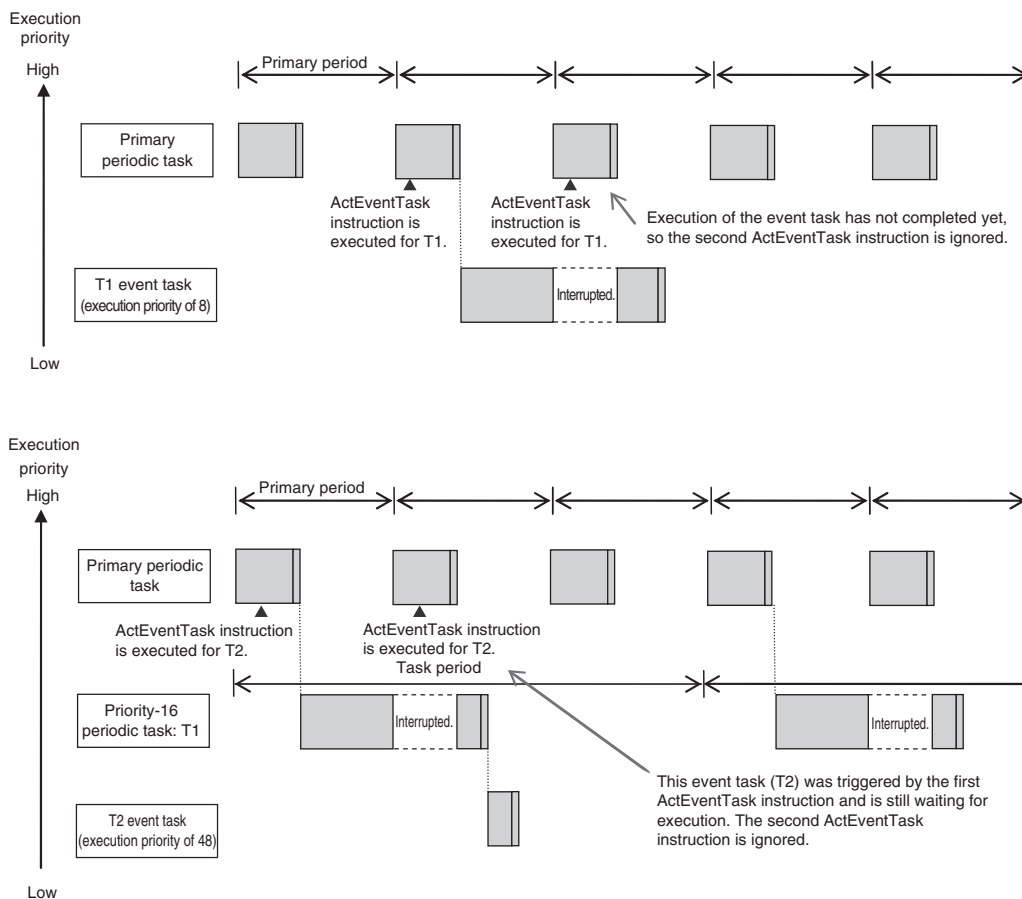 Execution
priority
High
Primary period
Primary
periodic task
ActEventTask
instruction is
executed for T1.
ActEventTask
instruction is
executed for T1.
Execution of the event task has not completed yet,
so the second ActEventTask instruction is ignored.
T1 event task
(execution priority of 8)
Interrupted.
Low
Execution
priority
High
Primary period
Primary periodic
task
ActEventTask instruction
is executed for T2.
ActEventTask instruction
is executed for T2.
Task period
Priority-16
periodic task: T1
Interrupted.
Interrupted.
This event task (T2) was triggered by the first
ActEventTask instruction and is still waiting for
execution. The second ActEventTask
instruction is ignored.
T2 event task
(execution priority of 48)
Low